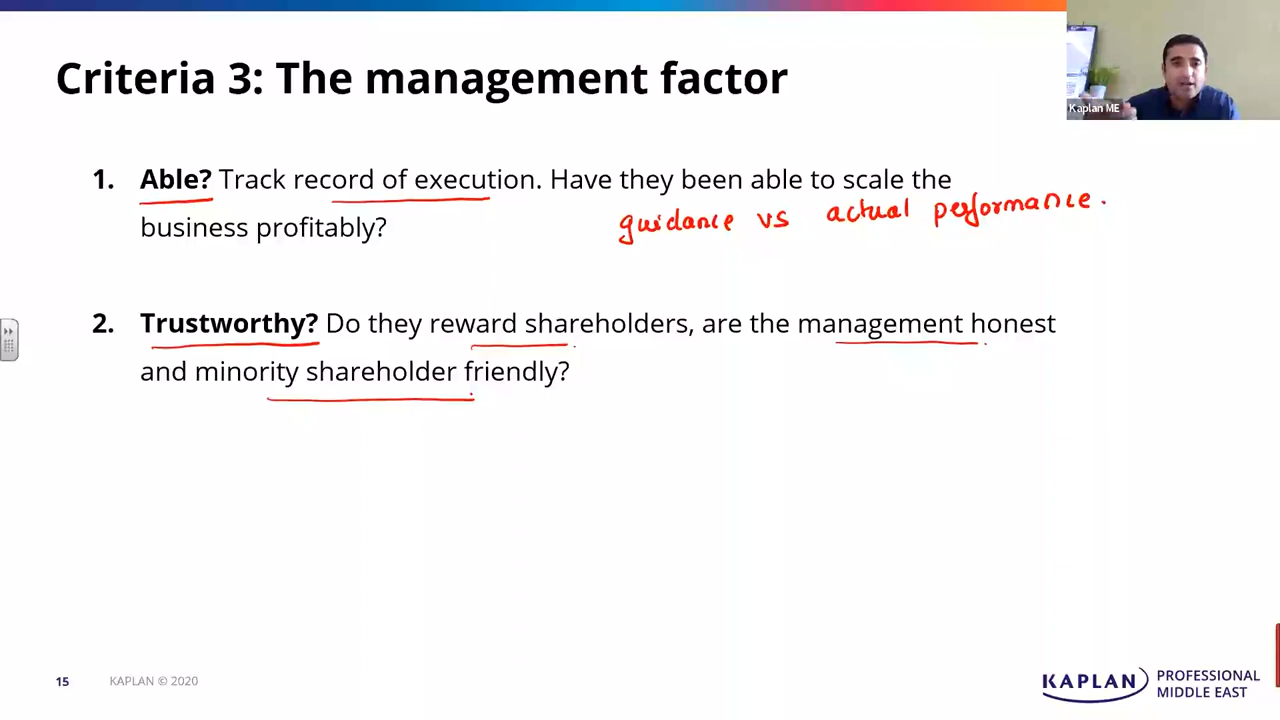 Criteria 3: The management factor
Kaplan ME
1. Able? Track record of execution. Have they been able to scale the
business profitably?
guidance vs actual performance.
2. Trustworthy? Do they reward shareholders, are the management honest
and minority shareholder friendly?
15 KAPLAN © 2020
KAPLAN PROFESSIONAL
MIDDLE EAST